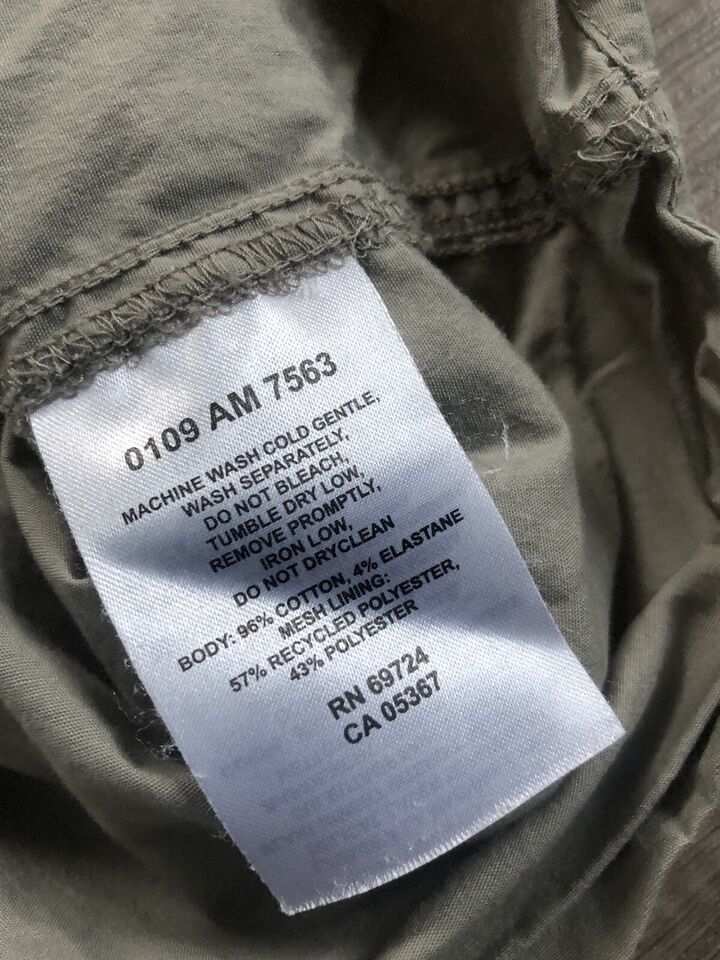 0109 AM 7563
MACHINE WASH COLD GENTLE,
WASH SEPARATELY,
DO NOT BLEACH,
TUMBLE DRY LOW,
REMOVE PROMPTLY,
IRON LOW,
DO NOT DRYCLEAN
BODY: 96% COTTON, 4% ELASTANE
MESH LINING:
57% RECYCLED POLYESTER,
43% POLYESTER
RN 69724
CA 05367